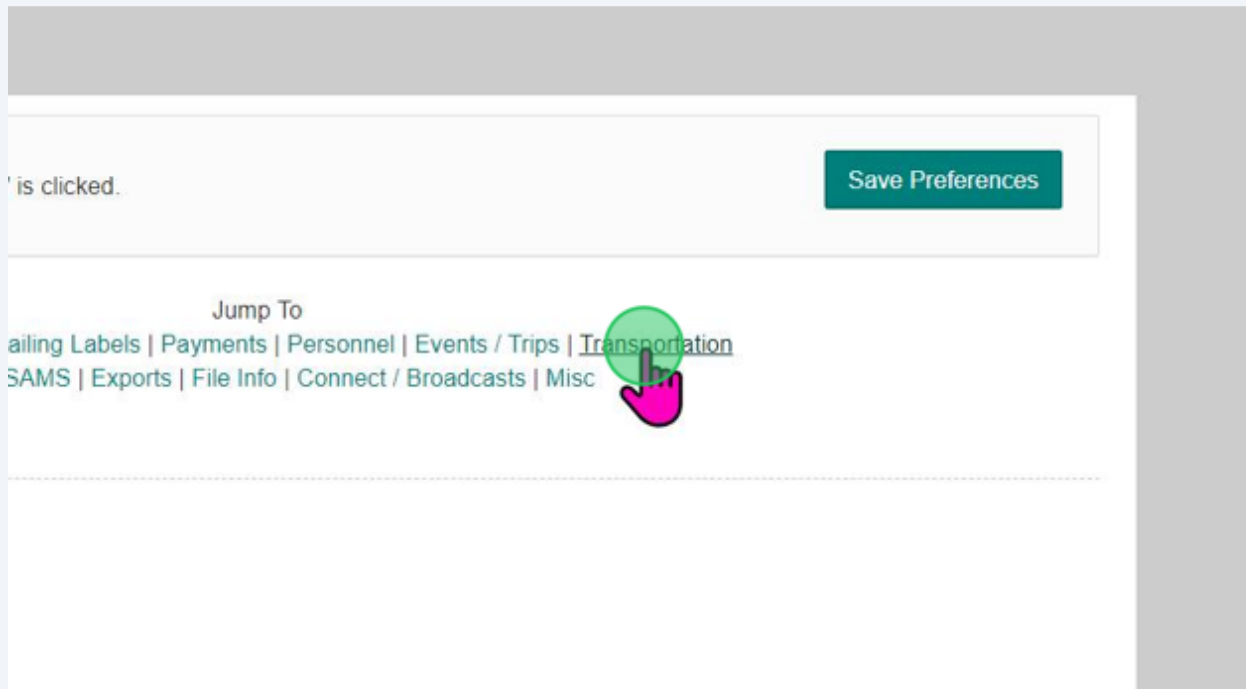 ' is clicked.
Save Preferences
Jump To
ailing Labels | Payments | Personnel | Events / Trips | Transportation
SAMS | Exports | File Info | Connect / Broadcasts | Misc